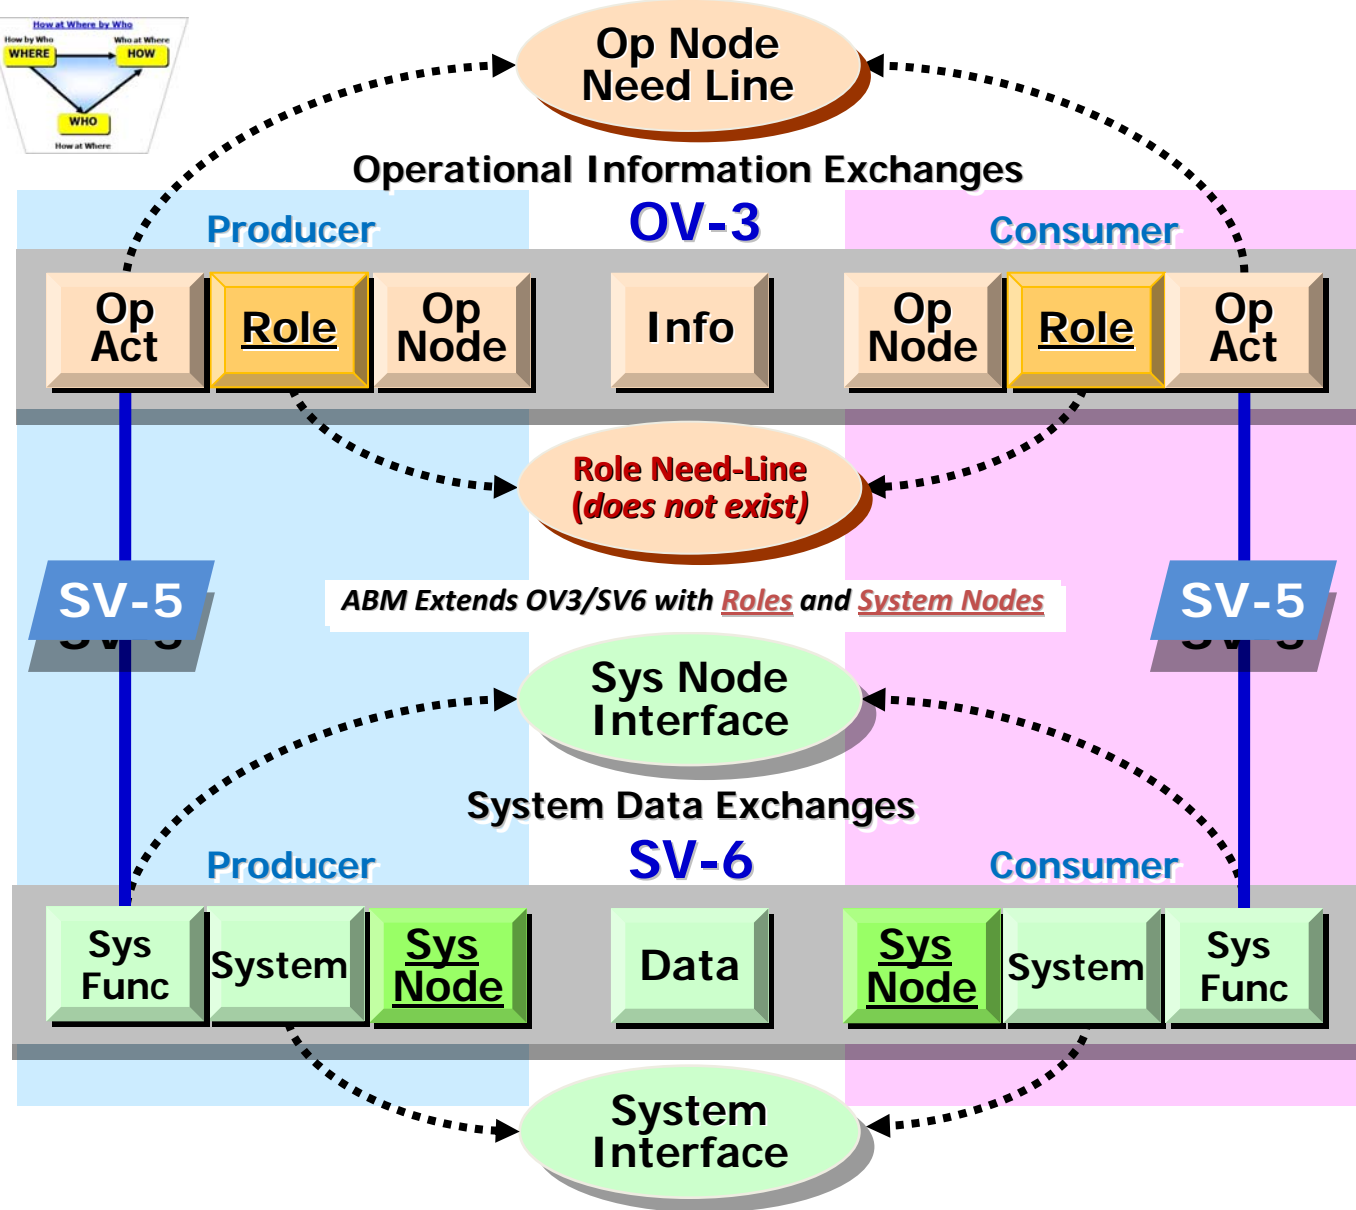 How at Where by Who
How by Who
Who at Where
WHERE
HOW
WHO
How at Where
Op Node
Need Line
Operational Information Exchanges
Producer
OV-3
Consumer
Op
Act
Role
Op
Node
Info
Op
Node
Role
Op
Act
Role Need-Line
(does not exist)
SV-5
SV-5
ABM Extends OV3/SV6 with Roles and System Nodes
Sys Node
Interface
System Data Exchanges
Producer
SV-6
Consumer
Sys
Func
System
Sys
Node
Data
Sys
Node
System
Sys
Func
System
Interface